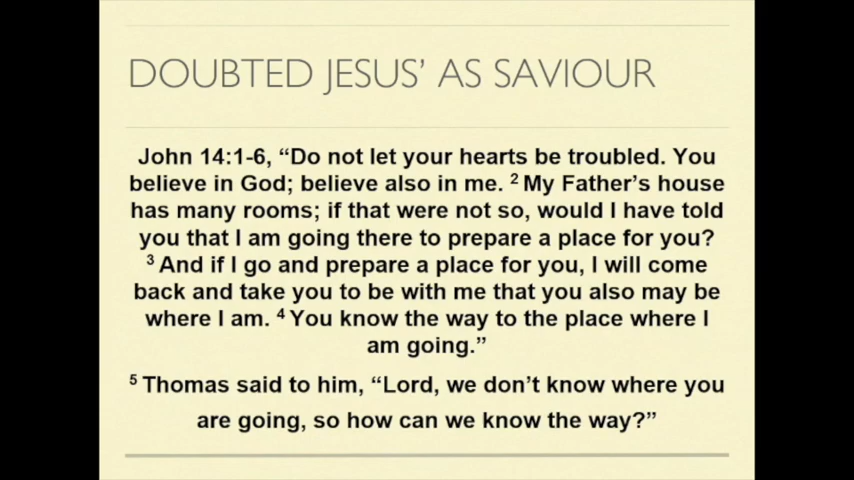 DOUBTED JESUS’ AS SAVIOUR
John 14:1-6, “Do not let your hearts be troubled. You
believe in God; believe also in me. ² My Father’s house
has many rooms; if that were not so, would I have told
you that I am going there to prepare a place for you?
³ And if I go and prepare a place for you, I will come
back and take you to be with me that you also may be
where I am. ⁴ You know the way to the place where I
am going.”
⁵ Thomas said to him, “Lord, we don’t know where you
are going, so how can we know the way?”